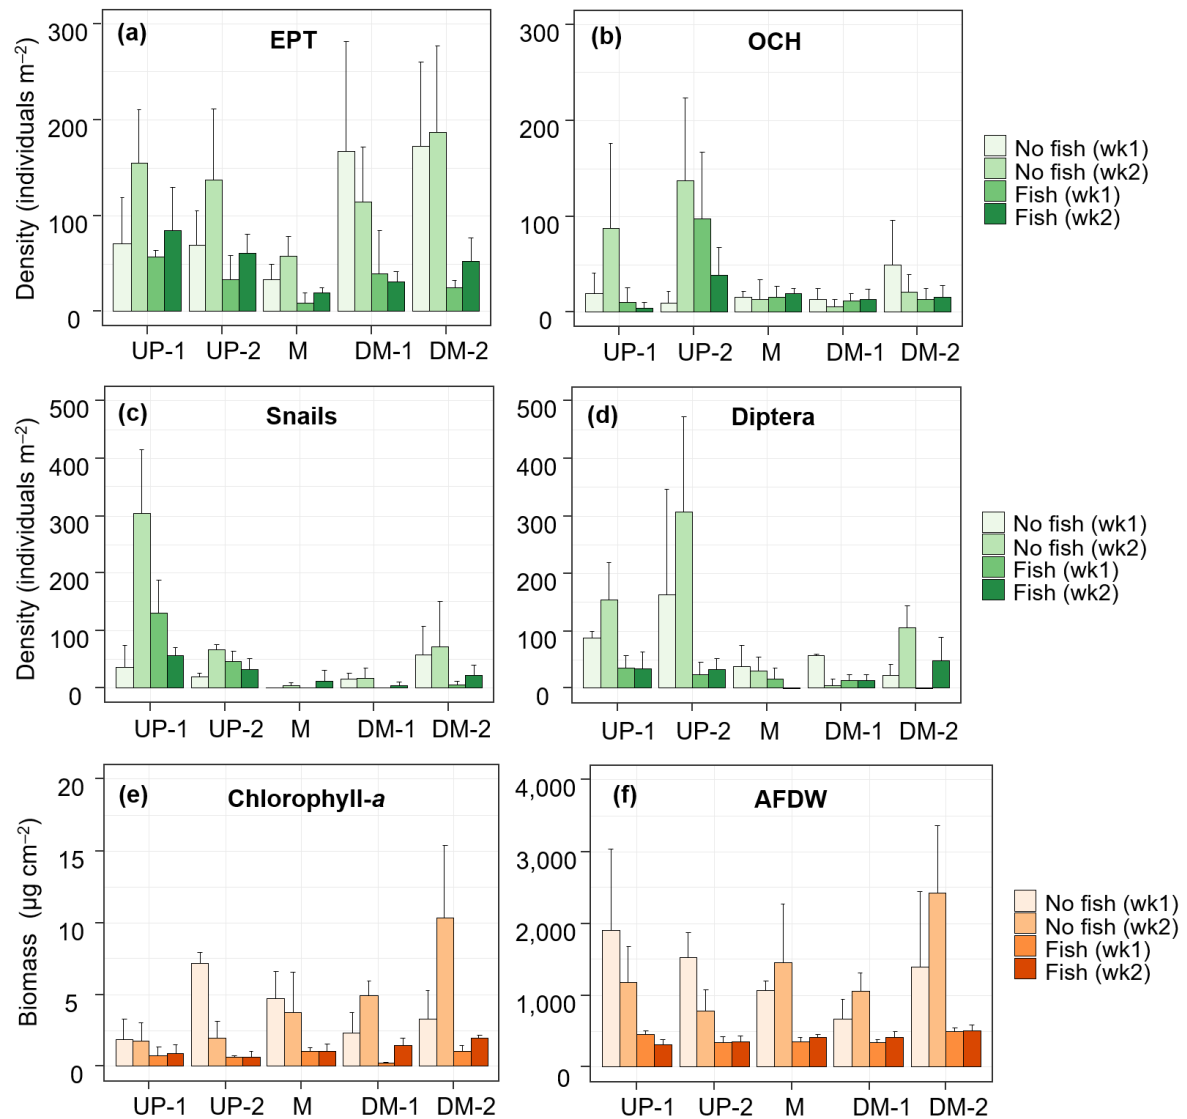 (a) EPT
300
200
100
0
Density (individuals m⁻²)
UP-1 UP-2 M DM-1 DM-2
(b) OCH
300
200
100
0
UP-1 UP-2 M DM-1 DM-2
No fish (wk1)
No fish (wk2)
Fish (wk1)
Fish (wk2)
(c) Snails
500
400
300
200
100
0
Density (individuals m⁻²)
UP-1 UP-2 M DM-1 DM-2
(d) Diptera
500
400
300
200
100
0
UP-1 UP-2 M DM-1 DM-2
No fish (wk1)
No fish (wk2)
Fish (wk1)
Fish (wk2)
(e) Chlorophyll-a
20
15
10
5
0
Biomass (µg cm⁻²)
UP-1 UP-2 M DM-1 DM-2
(f) AFDW
4,000
3,000
2,000
1,000
0
UP-1 UP-2 M DM-1 DM-2
No fish (wk1)
No fish (wk2)
Fish (wk1)
Fish (wk2)